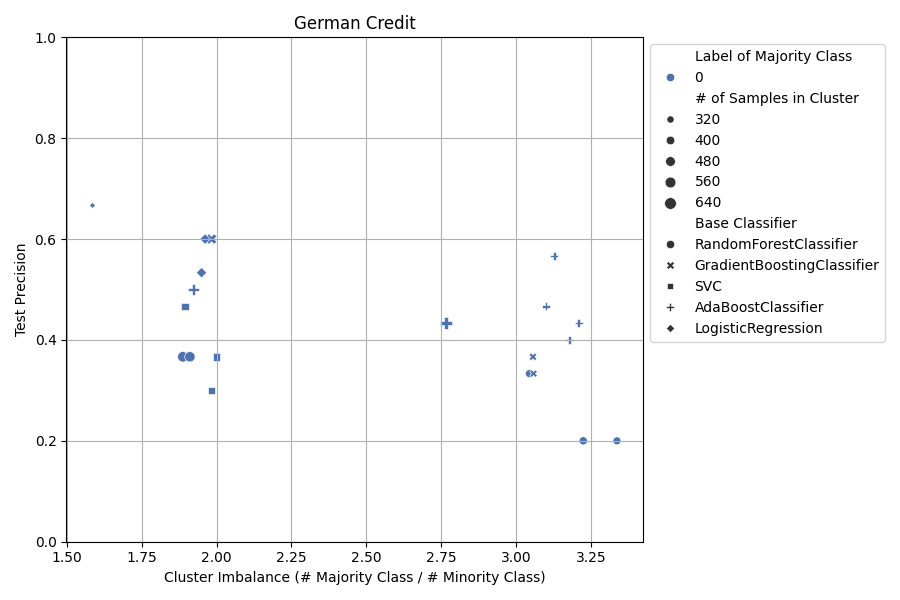 German Credit
1.0
0.8
0.6
0.4
0.2
0.0
Test Precision
1.50 1.75 2.00 2.25 2.50 2.75 3.00 3.25
Cluster Imbalance (# Majority Class / # Minority Class)
Label of Majority Class
0
# of Samples in Cluster
320
400
480
560
640
Base Classifier
RandomForestClassifier
GradientBoostingClassifier
SVC
AdaBoostClassifier
LogisticRegression